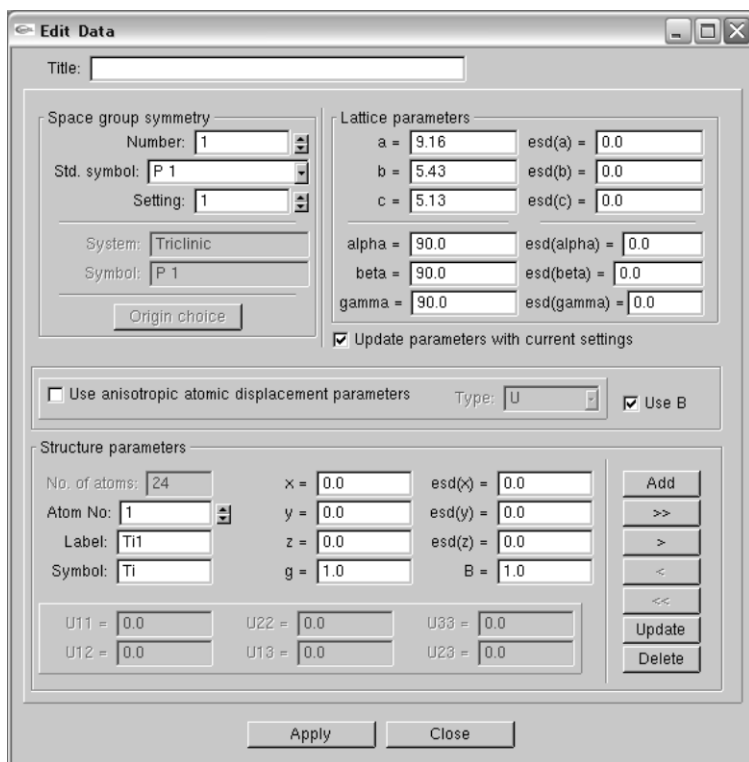 Edit Data
Title:
Space group symmetry
Number: 1
Std. symbol: P 1
Setting: 1
System: Triclinic
Symbol: P 1
Origin choice
Lattice parameters
a = 9.16 esd(a) = 0.0
b = 5.43 esd(b) = 0.0
c = 5.13 esd(c) = 0.0
alpha = 90.0 esd(alpha) = 0.0
beta = 90.0 esd(beta) = 0.0
gamma = 90.0 esd(gamma) = 0.0
Update parameters with current settings
Use anisotropic atomic displacement parameters Type: U Use B
Structure parameters
No. of atoms: 24 x = 0.0 esd(x) = 0.0 Add
Atom No: 1 y = 0.0 esd(y) = 0.0 >>
Label: Ti1 z = 0.0 esd(z) = 0.0 >
Symbol: Ti g = 1.0 B = 1.0 <
<<
U11 = 0.0 U22 = 0.0 U33 = 0.0 Update
U12 = 0.0 U13 = 0.0 U23 = 0.0 Delete
Apply Close